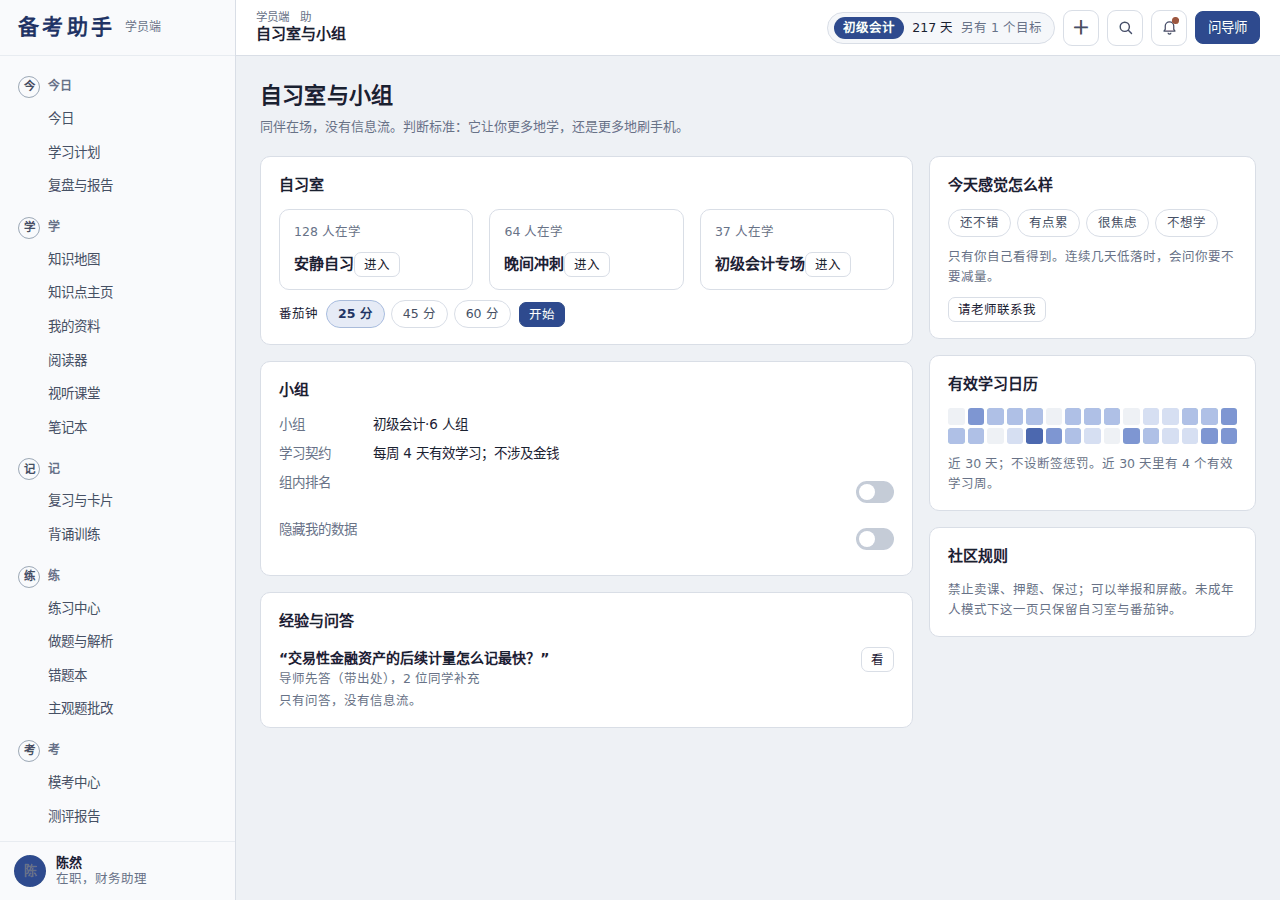 备考助手 学员端
今 今日
今日
学习计划
复盘与报告
学 学
知识地图
知识点主页
我的资料
阅读器
视听课堂
笔记本
记 记
复习与卡片
背诵训练
练 练
练习中心
做题与解析
错题本
主观题批改
考 考
模考中心
测评报告
陈 陈然
在职，财务助理
学员端 助
自习室与小组
初级会计 217 天 另有 1 个目标
问导师
自习室与小组
同伴在场，没有信息流。判断标准：它让你更多地学，还是更多地刷手机。
自习室
128 人在学
安静自习 进入
64 人在学
晚间冲刺 进入
37 人在学
初级会计专场 进入
番茄钟 25 分 45 分 60 分 开始
小组
小组 初级会计·6 人组
学习契约 每周 4 天有效学习；不涉及金钱
组内排名
隐藏我的数据
经验与问答
“交易性金融资产的后续计量怎么记最快？”
看
导师先答（带出处），2 位同学补充
只有问答，没有信息流。
今天感觉怎么样
还不错 有点累 很焦虑 不想学
只有你自己看得到。连续几天低落时，会问你要不
要减量。
请老师联系我
有效学习日历
近 30 天；不设断签惩罚。近 30 天里有 4 个有效
学习周。
社区规则
禁止卖课、押题、保过；可以举报和屏蔽。未成年
人模式下这一页只保留自习室与番茄钟。